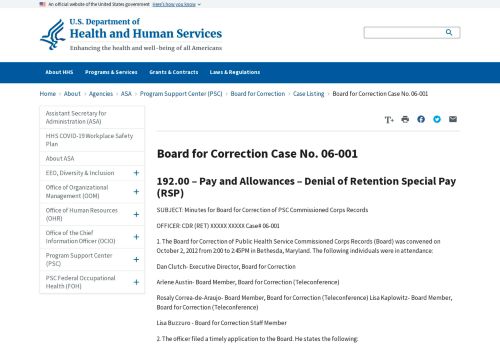 An official website of the United States government Here's how you know
U.S. Department of
Health and Human Services
Enhancing the health and well-being of all Americans
About HHS Programs & Services Grants & Contracts Laws & Regulations
Home > About > Agencies > ASA > Program Support Center (PSC) > Board for Correction > Case Listing > Board for Correction Case No. 06-001
Assistant Secretary for
Administration (ASA)
HHS COVID-19 Workplace Safety
Plan
About ASA
EEO, Diversity & Inclusion +
Office of Organizational
Management (OOM) +
Office of Human Resources
(OHR) +
Office of the Chief
Information Officer (OCIO) +
Program Support Center
(PSC) +
PSC Federal Occupational
Health (FOH) +
T+
Board for Correction Case No. 06-001
192.00 – Pay and Allowances – Denial of Retention Special Pay
(RSP)
SUBJECT: Minutes for Board for Correction of PSC Commissioned Corps Records
OFFICER: CDR (RET) XXXXX XXXXX Case# 06-001
1. The Board for Correction of Public Health Service Commissioned Corps Records (Board) was convened on
October 2, 2012 from 2:00 to 2:45PM in Bethesda, Maryland. The following individuals were in attendance:
Dan Clutch- Executive Director, Board for Correction
Arlene Austin- Board Member, Board for Correction (Teleconference)
Rosaly Correa-de-Araujo- Board Member, Board for Correction (Teleconference) Lisa Kaplowitz- Board Member,
Board for Correction (Teleconference)
Lisa Buzzuro - Board for Correction Staff Member
2. The officer filed a timely application to the Board. He states the following: